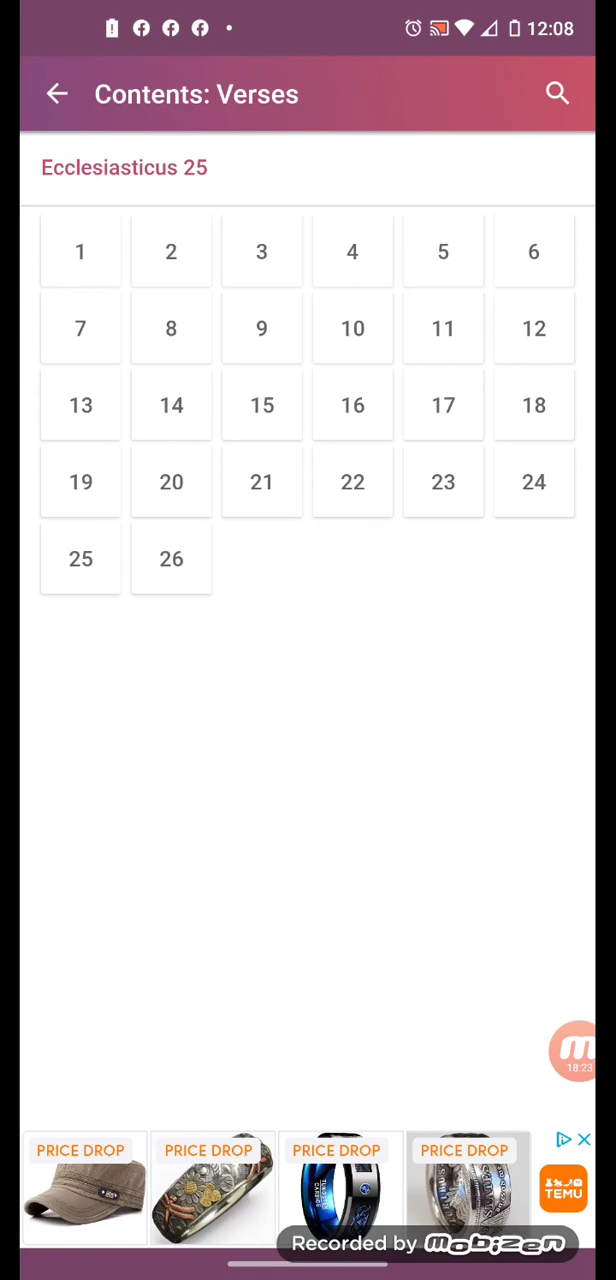 12:08
Contents: Verses
Ecclesiasticus 25
1 2 3 4 5 6
7 8 9 10 11 12
13 14 15 16 17 18
19 20 21 22 23 24
25 26
18:23
PRICE DROP PRICE DROP PRICE DROP PRICE DROP
TUNGSTEN CARBIDE
TEMU
Recorded by mobizen